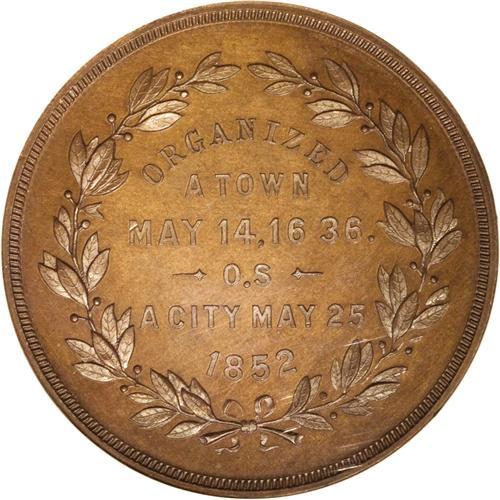 ORGANIZED
A TOWN
MAY 14, 16 36.
O.S
A CITY MAY 25
1852